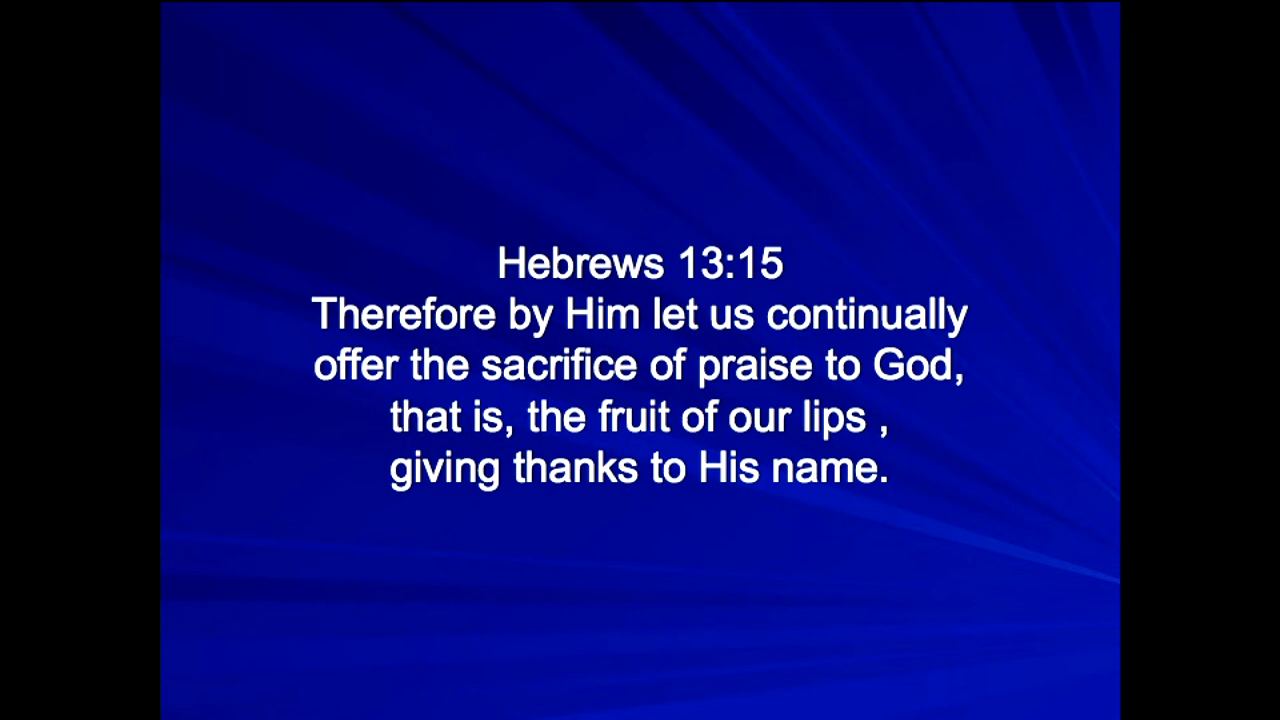 Hebrews 13:15
Therefore by Him let us continually
offer the sacrifice of praise to God,
that is, the fruit of our lips ,
giving thanks to His name.